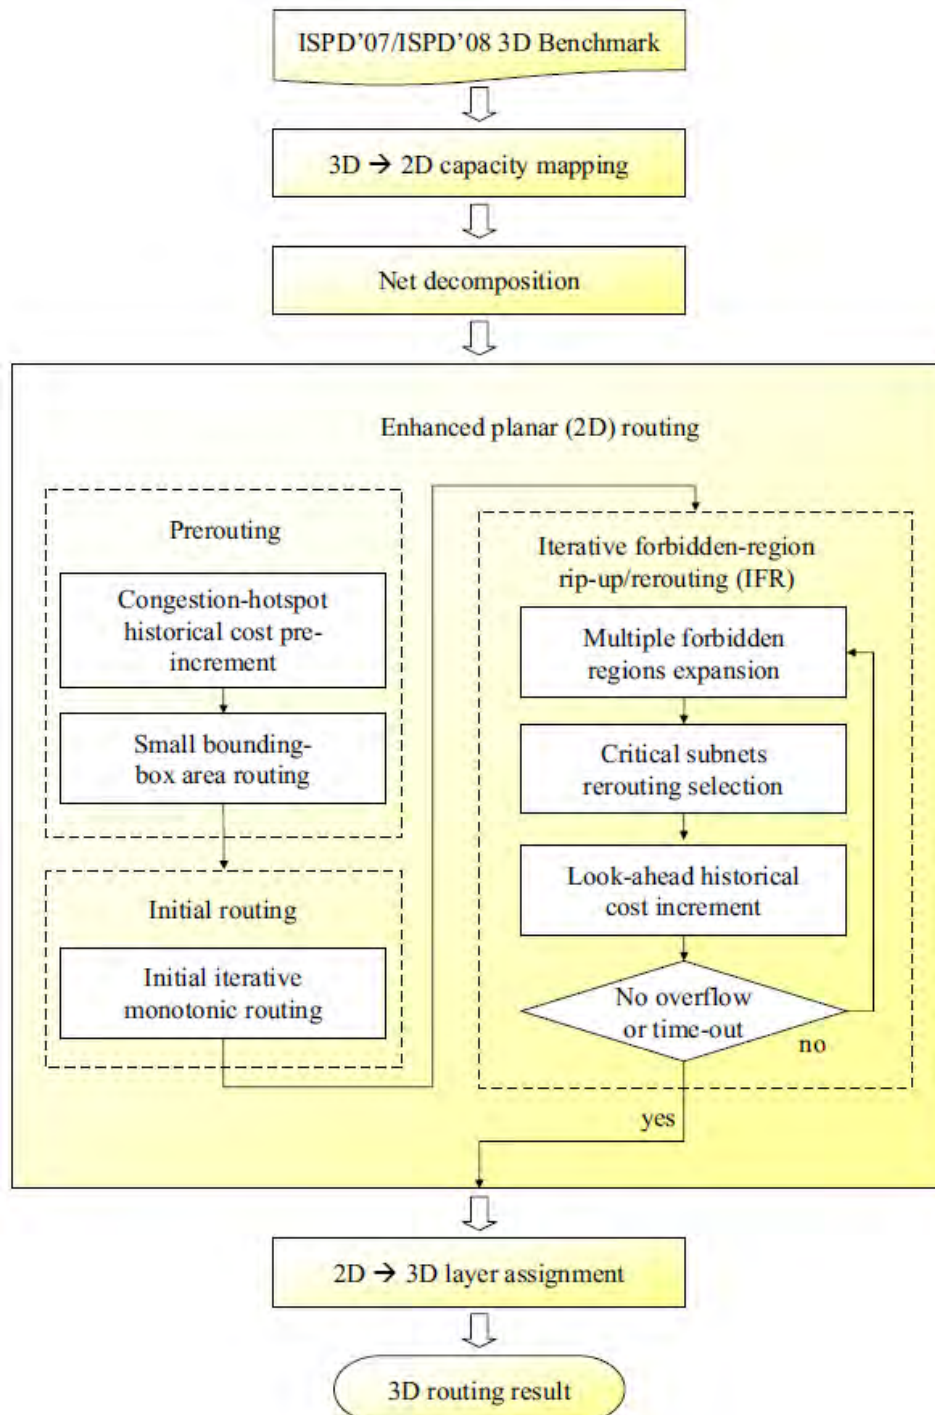 ISPD’07/ISPD’08 3D Benchmark
3D → 2D capacity mapping
Net decomposition
Enhanced planar (2D) routing
Prerouting
Congestion-hotspot
historical cost pre-
increment
Small bounding-
box area routing
Initial routing
Initial iterative
monotonic routing
Iterative forbidden-region
rip-up/rerouting (IFR)
Multiple forbidden
regions expansion
Critical subnets
rerouting selection
Look-ahead historical
cost increment
No overflow
or time-out
no
yes
2D → 3D layer assignment
3D routing result